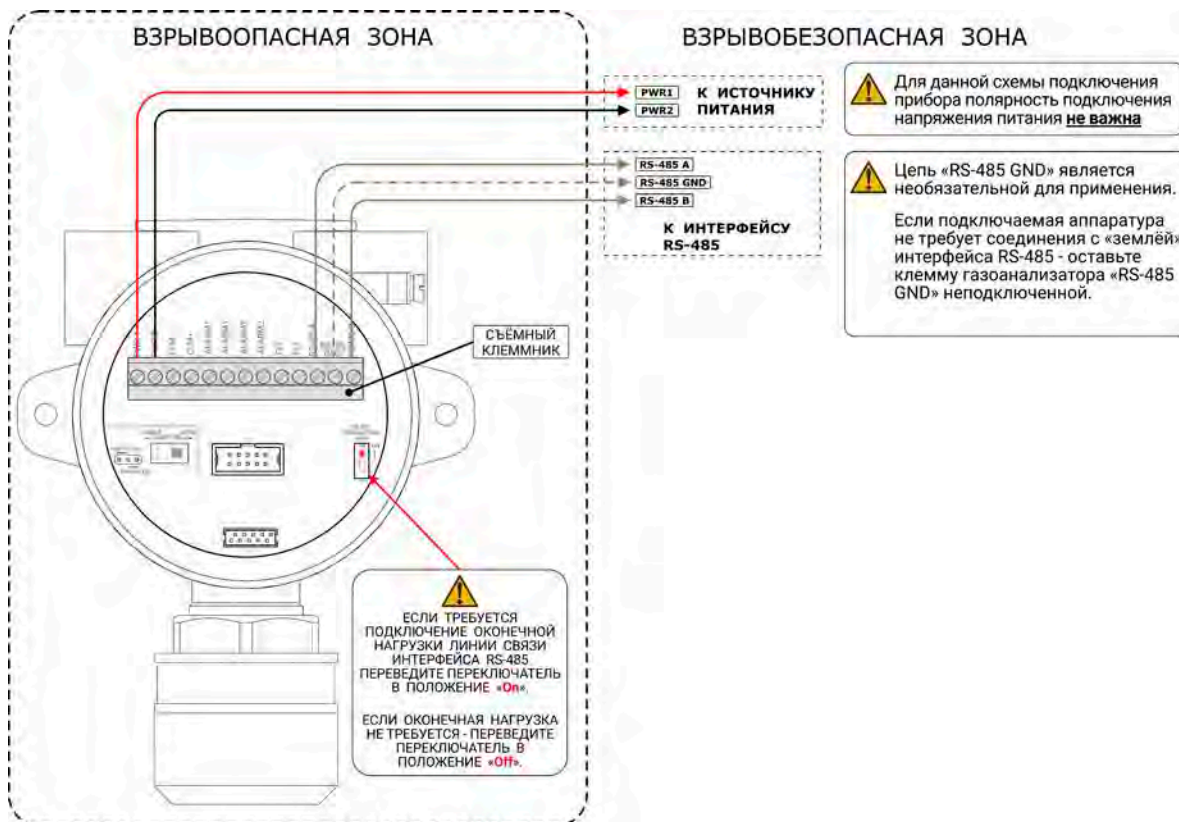 ВЗРЫВООПАСНАЯ ЗОНА
ВЗРЫВОБЕЗОПАСНАЯ ЗОНА
PWR1
PWR2
К ИСТОЧНИКУ
ПИТАНИЯ
Для данной схемы подключения
прибора полярность подключения
напряжения питания не важна
RS-485 A
RS-485 GND
RS-485 B
К ИНТЕРФЕЙСУ
RS-485
Цепь «RS-485 GND» является
необязательной для применения.
Если подключаемая аппаратура
не требует соединения с «землёй»
интерфейса RS-485 - оставьте
клемму газоанализатора «RS-485
GND» неподключенной.
СЪЁМНЫЙ
КЛЕММНИК
ЕСЛИ ТРЕБУЕТСЯ
ПОДКЛЮЧЕНИЕ ОКОНЕЧНОЙ
НАГРУЗКИ ЛИНИИ СВЯЗИ
ИНТЕРФЕЙСА RS-485
ПЕРЕВЕДИТЕ ПЕРЕКЛЮЧАТЕЛЬ
В ПОЛОЖЕНИЕ «On».
ЕСЛИ ОКОНЕЧНАЯ НАГРУЗКА
НЕ ТРЕБУЕТСЯ - ПЕРЕВЕДИТЕ
ПЕРЕКЛЮЧАТЕЛЬ В
ПОЛОЖЕНИЕ «Off».